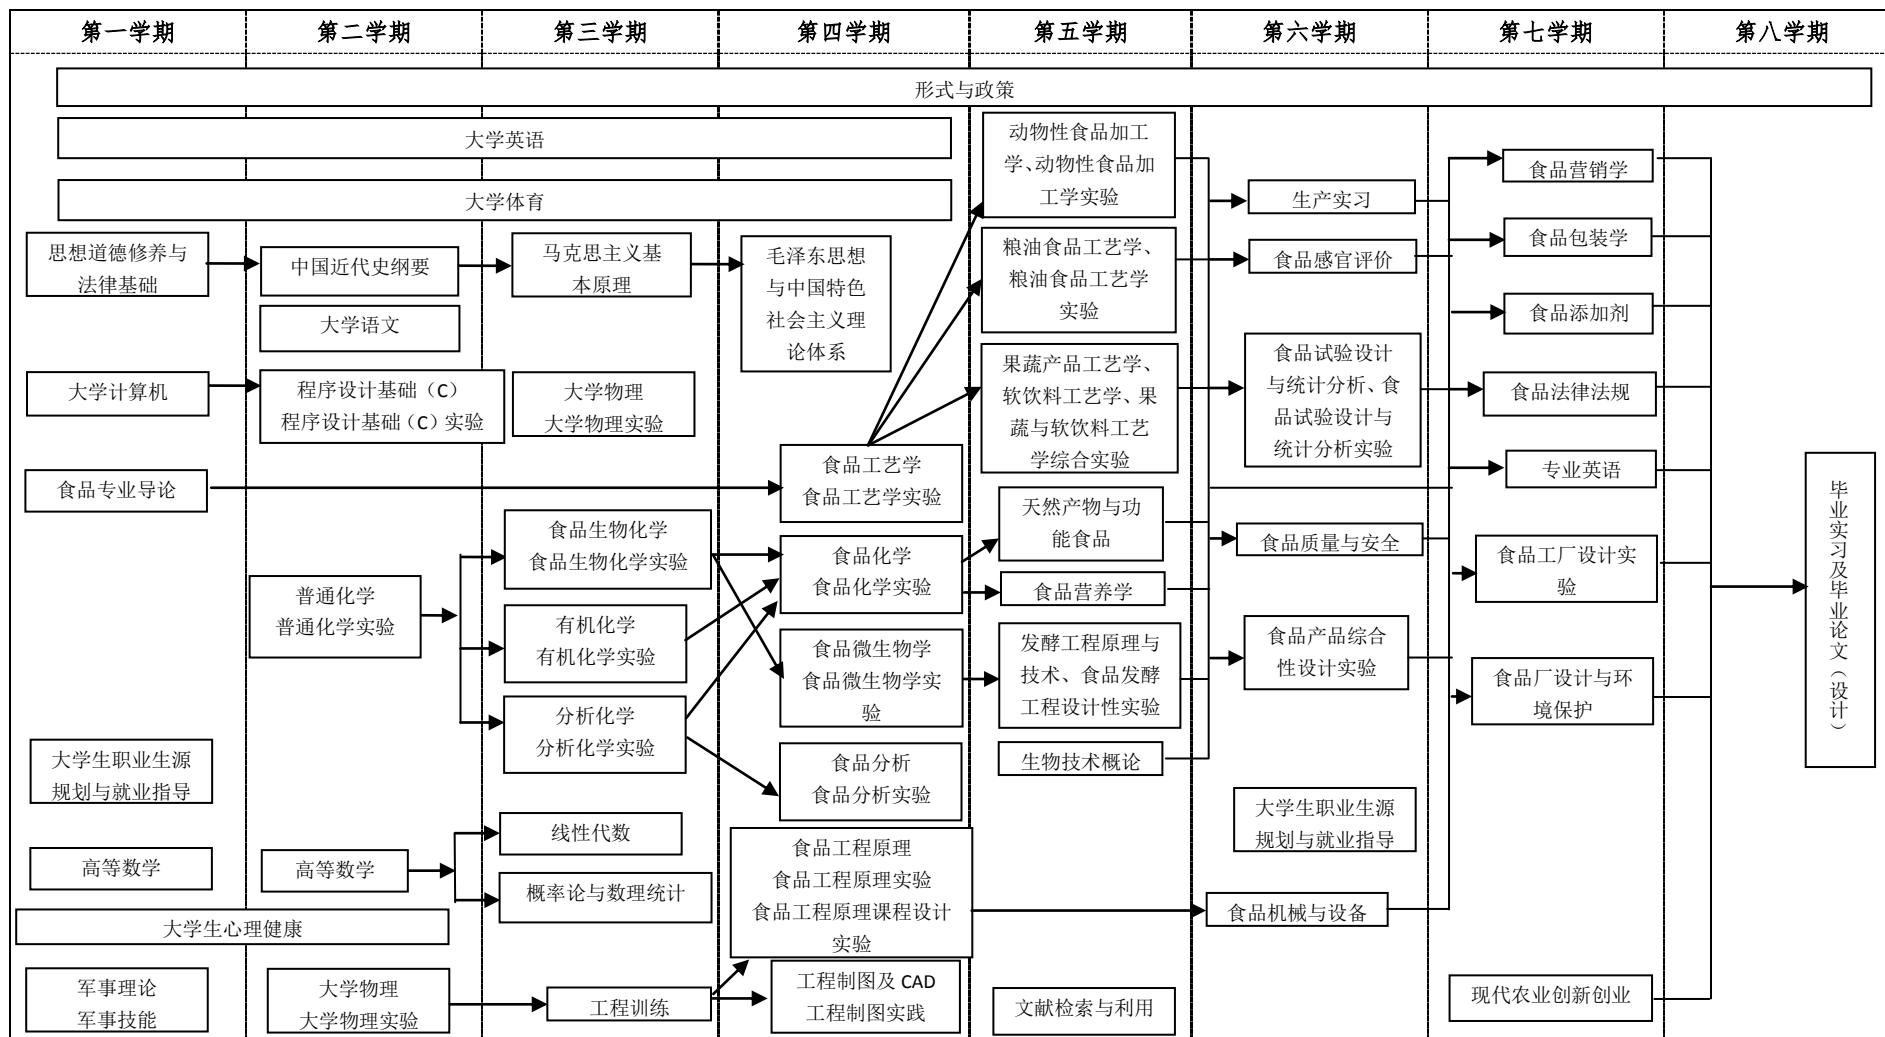 第一学期
第二学期
第三学期
第四学期
第五学期
第六学期
第七学期
第八学期
形式与政策
大学英语
大学体育
思想道德修养与
法律基础
大学计算机
食品专业导论
大学生职业生源
规划与就业指导
高等数学
大学生心理健康
军事理论
军事技能
中国近代史纲要
大学语文
程序设计基础（C）
程序设计基础（C）实验
普通化学
普通化学实验
高等数学
大学物理
大学物理实验
马克思主义基
本原理
大学物理
大学物理实验
食品生物化学
食品生物化学实验
有机化学
有机化学实验
分析化学
分析化学实验
线性代数
概率论与数理统计
工程训练
毛泽东思想
与中国特色
社会主义理
论体系
食品工艺学
食品工艺学实验
食品化学
食品化学实验
食品微生物学
食品微生物学实
验
食品分析
食品分析实验
食品工程原理
食品工程原理实验
食品工程原理课程设计
实验
工程制图及 CAD
工程制图实践
动物性食品加工
学、动物性食品加
工学实验
粮油食品工艺学、
粮油食品工艺学
实验
果蔬产品工艺学、
软饮料工艺学、果
蔬与软饮料工艺
学综合实验
天然产物与功
能食品
食品营养学
发酵工程原理与
技术、食品发酵
工程设计性实验
生物技术概论
文献检索与利用
生产实习
食品感官评价
食品试验设计
与统计分析、食
品试验设计与
统计分析实验
食品质量与安全
食品产品综合
性设计实验
大学生职业生源
规划与就业指导
食品机械与设备
食品营销学
食品包装学
食品添加剂
食品法律法规
专业英语
食品工厂设计实
验
食品厂设计与环
境保护
现代农业创新创业
毕业实习及毕业论文（设计）